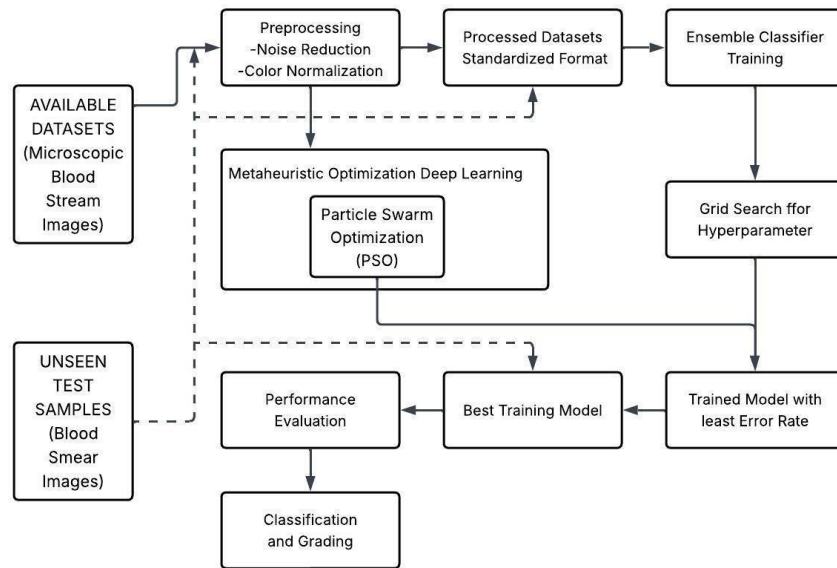 Preprocessing
-Noise Reduction
-Color Normalization
Processed Datasets
Standardized Format
Ensemble Classifier
Training
AVAILABLE
DATASETS
(Microscopic
Blood
Stream
Images)
Metaheuristic Optimization Deep Learning
Particle Swarm
Optimization
(PSO)
Grid Search ffor
Hyperparameter
UNSEEN
TEST
SAMPLES
(Blood
Smear
Images)
Performance
Evaluation
Best Training Model
Trained Model with
least Error Rate
Classification
and Grading